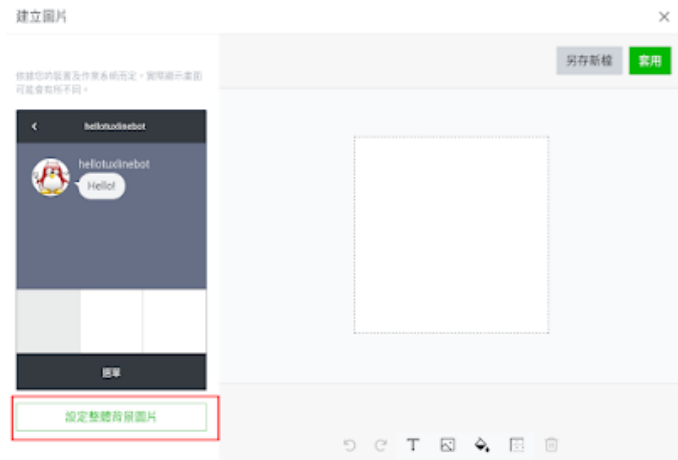 建立圖片
另存新檔
套用
依據您的裝置及作業系統而定，實際顯示畫面
可能會有所不同。
hellotuxlinebot
hellotuxlinebot
Hello!
選單
設定整體背景圖片
T